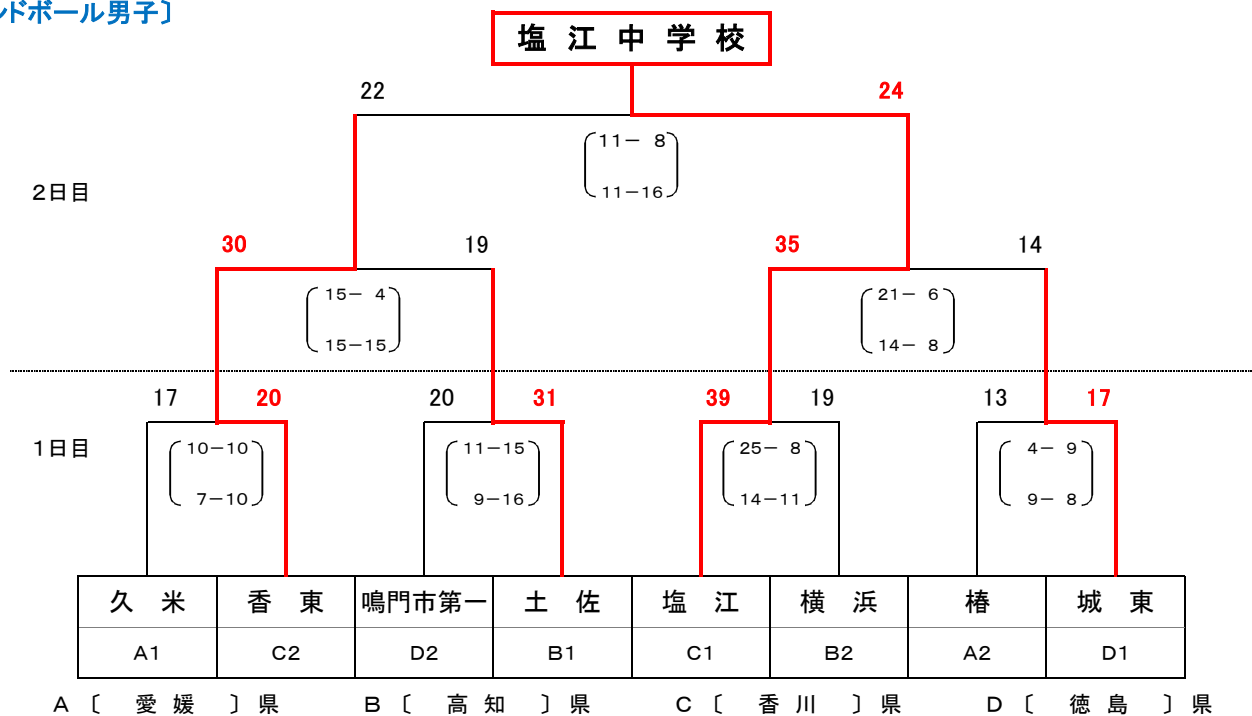 ンドボール男子〕
塩 江 中 学 校
22 24
11－ 8
11－16
2日目
30 19 35 14
15－ 4 21－ 6
15－15 14－ 8
17 20 20 31 39 19 13 17
1日目
10－10 11－15 25－ 8 4－ 9
7－10 9－16 14－11 9－ 8
久 米 香 東 鳴門市第一 土 佐 塩 江 横 浜 椿 城 東
A1 C2 D2 B1 C1 B2 A2 D1
A 〔 愛 媛 〕 県 B 〔 高 知 〕 県 C 〔 香 川 〕 県 D 〔 徳 島 〕 県